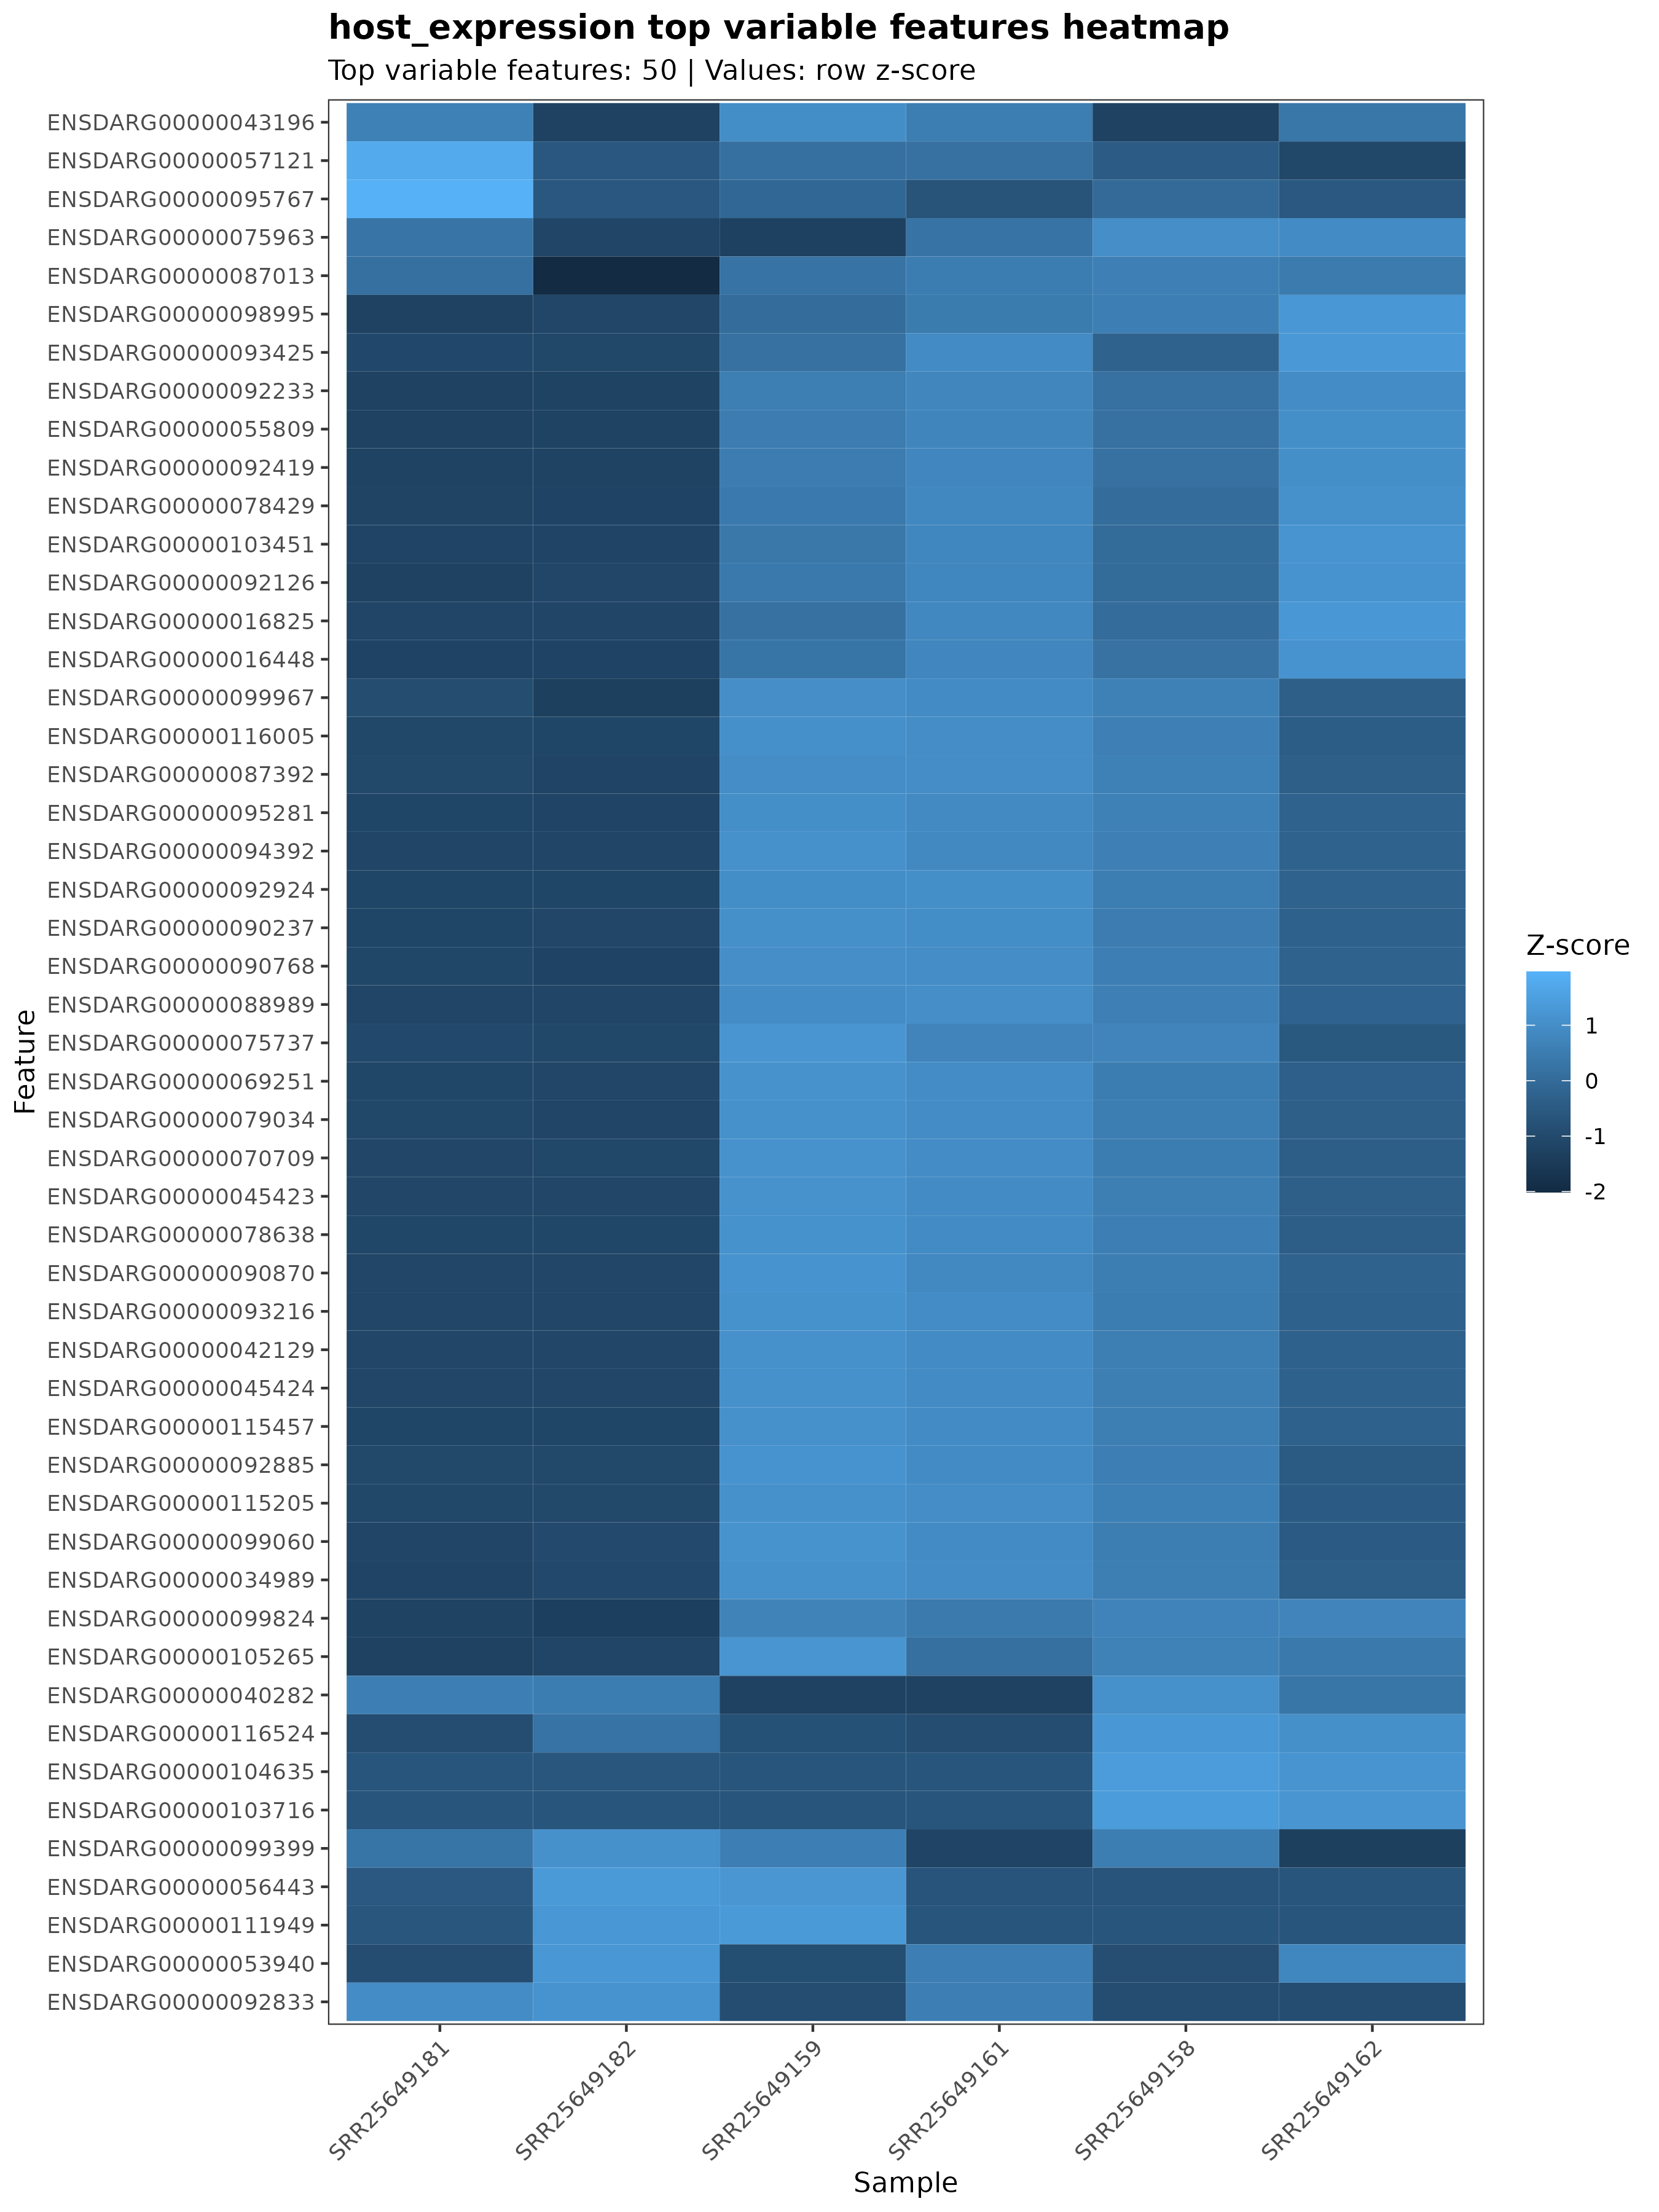 host_expression top variable features heatmap
Top variable features: 50 | Values: row z-score
ENSDARG00000043196
ENSDARG00000057121
ENSDARG00000095767
ENSDARG00000075963
ENSDARG00000087013
ENSDARG00000098995
ENSDARG00000093425
ENSDARG00000092233
ENSDARG00000055809
ENSDARG00000092419
ENSDARG00000078429
ENSDARG00000103451
ENSDARG00000092126
ENSDARG00000016825
ENSDARG00000016448
ENSDARG00000099967
ENSDARG00000116005
ENSDARG00000087392
ENSDARG00000095281
ENSDARG00000094392
ENSDARG00000092924
ENSDARG00000090237
ENSDARG00000090768
ENSDARG00000088989
ENSDARG00000075737
ENSDARG00000069251
ENSDARG00000079034
ENSDARG00000070709
ENSDARG00000045423
ENSDARG00000078638
ENSDARG00000090870
ENSDARG00000093216
ENSDARG00000042129
ENSDARG00000045424
ENSDARG00000115457
ENSDARG00000092885
ENSDARG00000115205
ENSDARG00000099060
ENSDARG00000034989
ENSDARG00000099824
ENSDARG00000105265
ENSDARG00000040282
ENSDARG00000116524
ENSDARG00000104635
ENSDARG00000103716
ENSDARG00000099399
ENSDARG00000056443
ENSDARG00000111949
ENSDARG00000053940
ENSDARG00000092833
Feature
SRR25649181
SRR25649182
SRR25649159
SRR25649161
SRR25649158
SRR25649162
Sample
Z-score
1
0
-1
-2